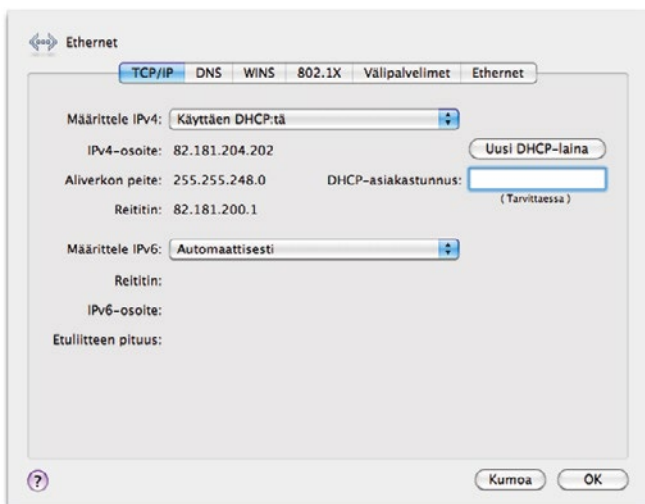 Ethernet
TCP/IP DNS WINS 802.1X Välipalvelimet Ethernet
Määrittele IPv4: Käyttäen DHCP:tä
IPv4-osoite: 82.181.204.202 Uusi DHCP-laina
Aliverkon peite: 255.255.248.0 DHCP-asiakastunnus:
( Tarvittaessa )
Reititin: 82.181.200.1
Määrittele IPv6: Automaattisesti
Reititin:
IPv6-osoite:
Etuliitteen pituus:
? Kumoa OK